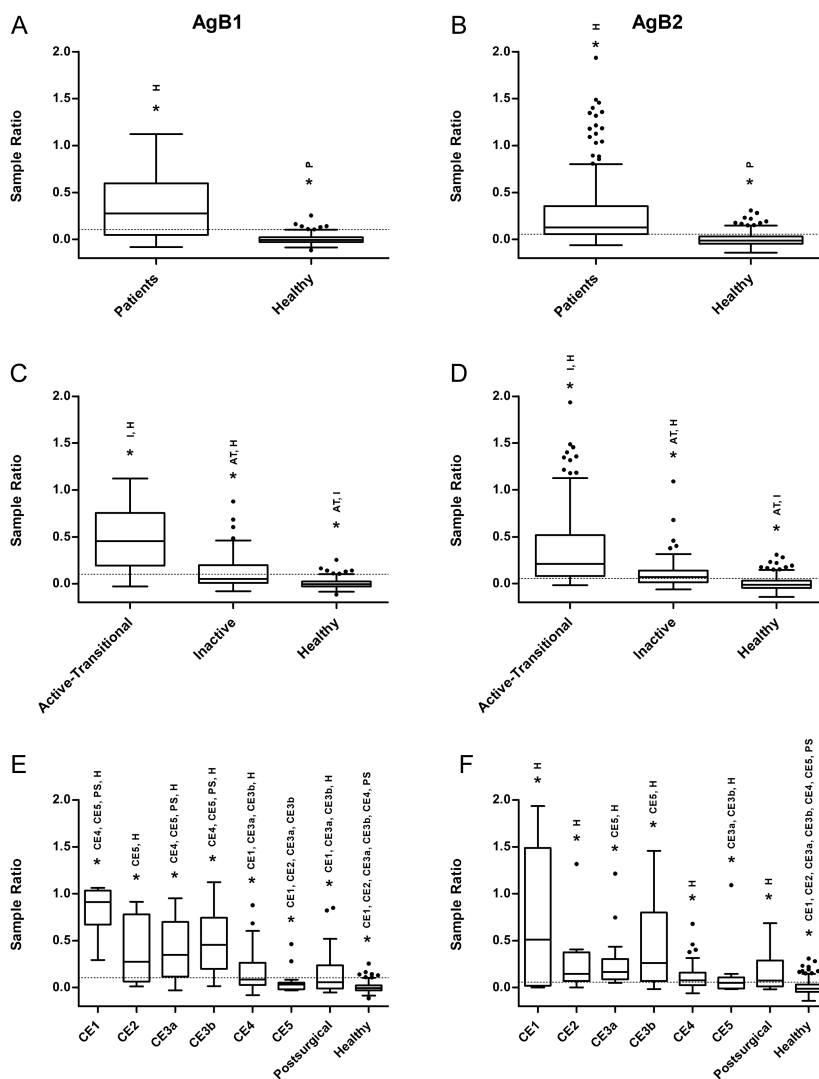 A
AgB1
B
AgB2
Sample Ratio
2.0
1.5
1.0
0.5
0.0
* H
* P
Patients
Healthy
Sample Ratio
2.0
1.5
1.0
0.5
0.0
* H
* P
Patients
Healthy
C
D
Sample Ratio
2.0
1.5
1.0
0.5
0.0
* I, H
* AT, H
* AT, I
Active-Transitional
Inactive
Healthy
Sample Ratio
2.0
1.5
1.0
0.5
0.0
* I, H
* AT, H
* AT, I
Active-Transitional
Inactive
Healthy
E
F
Sample Ratio
2.0
1.5
1.0
0.5
0.0
* CE4, CE5, PS, H
* CE5, H
* CE4, CE5, PS, H
* CE4, CE5, PS, H
* CE1, CE3a, CE3b, H
* CE1, CE2, CE3a, CE3b
* CE1, CE3a, CE3b, H
* CE1, CE2, CE3a, CE3b, CE4, PS
CE1
CE2
CE3a
CE3b
CE4
CE5
Postsurgical
Healthy
Sample Ratio
2.0
1.5
1.0
0.5
0.0
* H
* H
* CE5, H
* CE5, H
* H
* CE3a, CE3b, H
* H
* CE1, CE2, CE3a, CE3b, CE4, CE5, PS
CE1
CE2
CE3a
CE3b
CE4
CE5
Postsurgical
Healthy